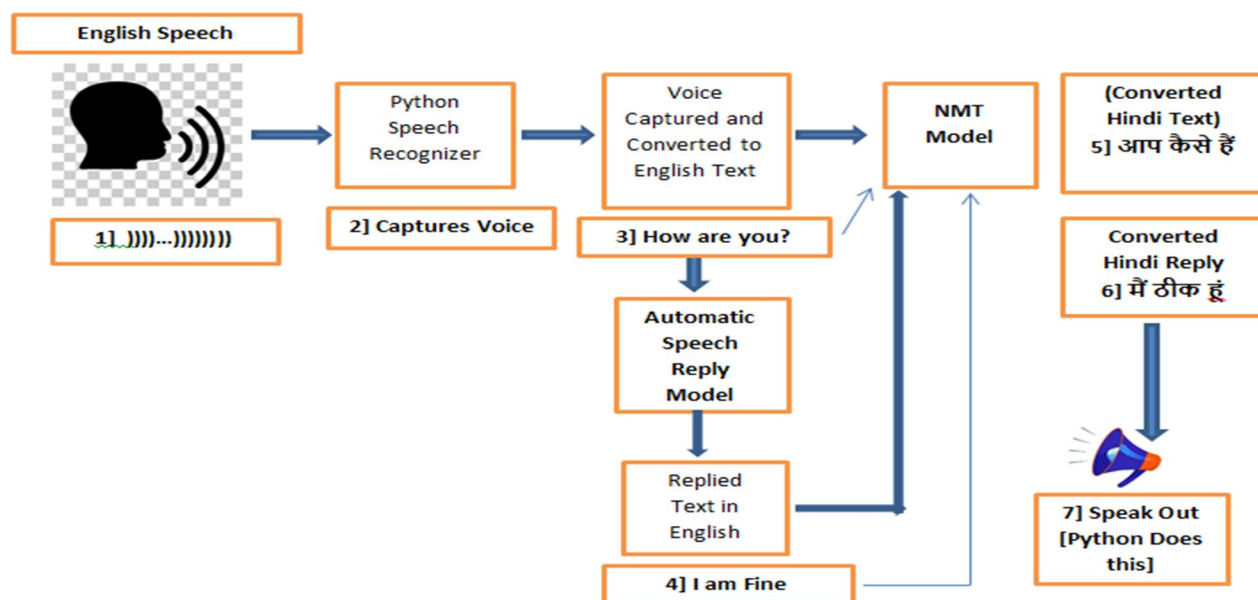 English Speech
1] ))))...))))))))
Python
Speech
Recognizer
2] Captures Voice
Voice
Captured and
Converted to
English Text
3] How are you?
Automatic
Speech
Reply
Model
Replied
Text in
English
4] I am Fine
NMT
Model
(Converted
Hindi Text)
5] आप कैसे हैं
Converted
Hindi Reply
6] मैं ठीक हूं
7] Speak Out
[Python Does
this]